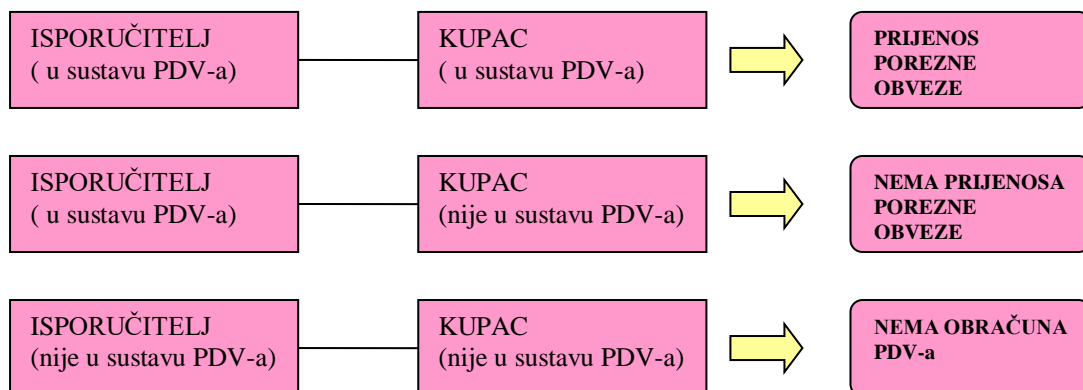 ISPORUČITELJ
( u sustavu PDV-a)
KUPAC
( u sustavu PDV-a)
PRIJENOS
POREZNE
OBVEZE
ISPORUČITELJ
( u sustavu PDV-a)
KUPAC
(nije u sustavu PDV-a)
NEMA PRIJENOSA
POREZNE
OBVEZE
ISPORUČITELJ
(nije u sustavu PDV-a)
KUPAC
(nije u sustavu PDV-a)
NEMA OBRAČUNA
PDV-a